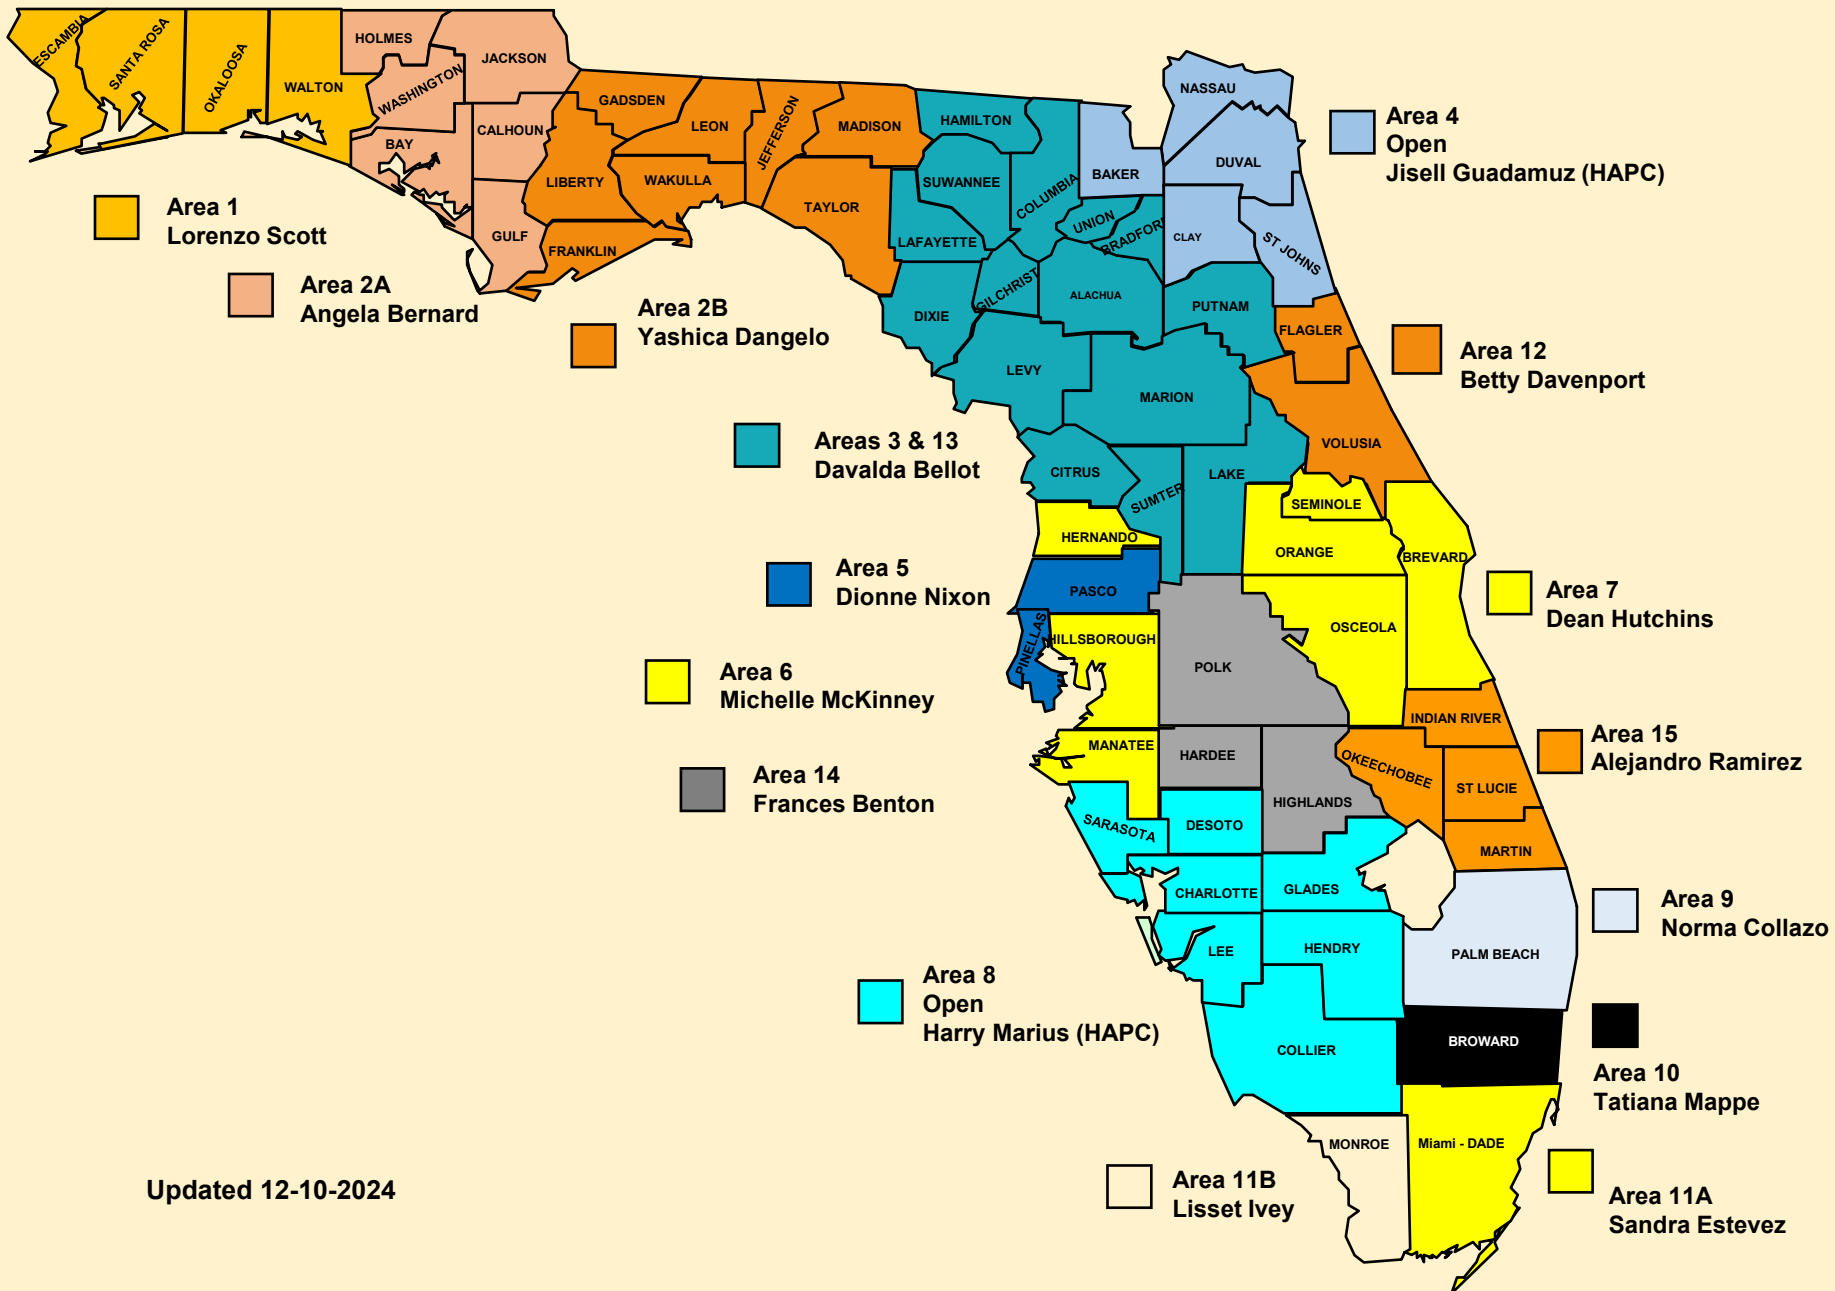 ESCAMBIA
SANTA ROSA
OKALOOSA
WALTON
HOLMES
JACKSON
WASHINGTON
BAY
CALHOUN
GULF
GADSDEN
LEON
JEFFERSON
MADISON
LIBERTY
WAKULLA
TAYLOR
FRANKLIN
HAMILTON
SUWANNEE
COLUMBIA
BAKER
NASSAU
DUVAL
UNION
BRADFOR
CLAY
ST JOHNS
LAFAYETTE
GILCHRIST
ALACHUA
PUTNAM
DIXIE
FLAGLER
LEVY
MARION
VOLUSIA
CITRUS
SUMTER
LAKE
SEMINOLE
HERNANDO
ORANGE
BREVARD
PASCO
PINELLAS
HILLSBOROUGH
POLK
OSCEOLA
MANATEE
HARDEE
HIGHLANDS
OKEECHOBEE
INDIAN RIVER
ST LUCIE
MARTIN
SARASOTA
DESOTO
CHARLOTTE
GLADES
LEE
HENDRY
PALM BEACH
COLLIER
BROWARD
MONROE
Miami - DADE
Area 1
Lorenzo Scott
Area 2A
Angela Bernard
Area 2B
Yashica Dangelo
Area 4
Open
Jisell Guadamuz (HAPC)
Area 12
Betty Davenport
Areas 3 & 13
Davalda Bellot
Area 5
Dionne Nixon
Area 7
Dean Hutchins
Area 6
Michelle McKinney
Area 15
Alejandro Ramirez
Area 14
Frances Benton
Area 9
Norma Collazo
Area 8
Open
Harry Marius (HAPC)
Area 10
Tatiana Mappe
Area 11B
Lisset Ivey
Area 11A
Sandra Estevez
Updated 12-10-2024